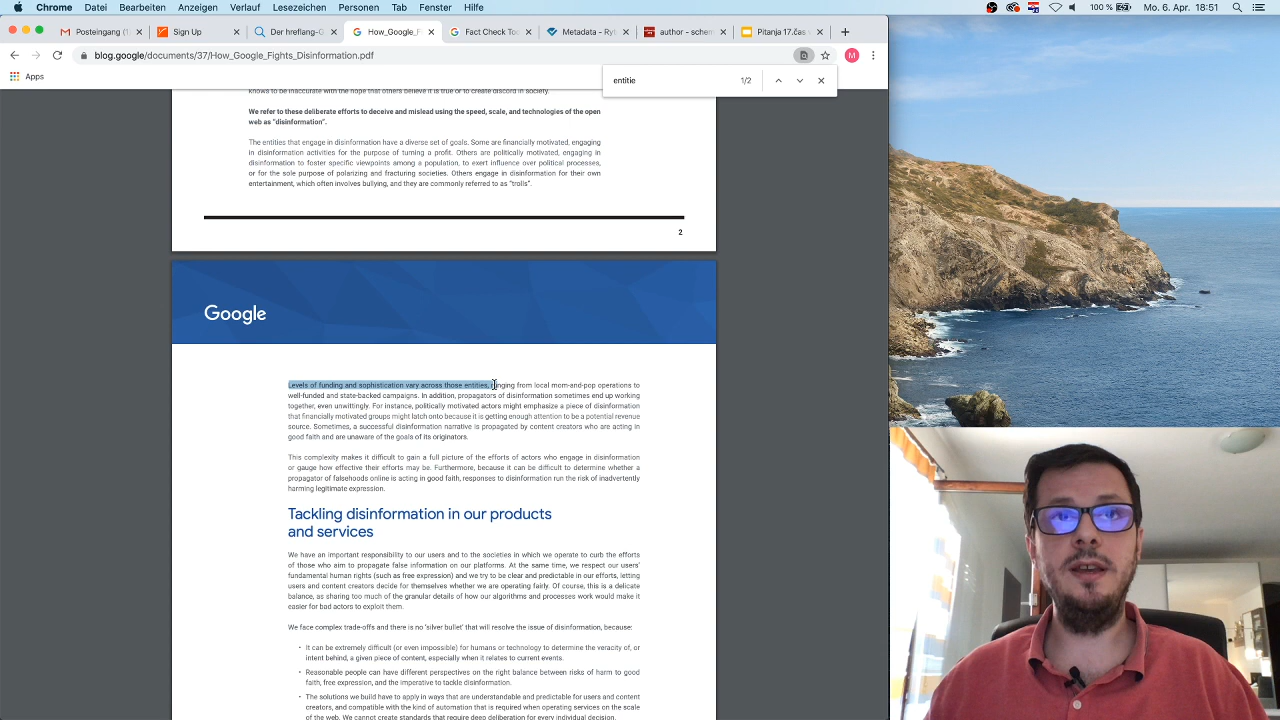 Chrome Datei Bearbeiten Anzeigen Verlauf Lesezeichen Personen Tab Fenster Hilfe 100 % Mo. 6. Apr. 18:51
Posteingang (1 Sign Up Der hreflang-G How_Google_F Fact Check Too Metadata – Ryt author - schem Pitanja 17.čas v
blog.google/documents/37/How_Google_Fights_Disinformation.pdf M
Apps
entitie 1/2
knows to be inaccurate with the hope that others believe it is true or to create discord in society.
We refer to these deliberate efforts to deceive and mislead using the speed, scale, and technologies of the open
web as “disinformation”.
The entities that engage in disinformation have a diverse set of goals. Some are financially motivated, engaging
in disinformation activities for the purpose of turning a profit. Others are politically motivated, engaging in
disinformation to foster specific viewpoints among a population, to exert influence over political processes,
or for the sole purpose of polarizing and fracturing societies. Others engage in disinformation for their own
entertainment, which often involves bullying, and they are commonly referred to as “trolls”.
2
Google
Levels of funding and sophistication vary across those entities, ranging from local mom-and-pop operations to
well-funded and state-backed campaigns. In addition, propagators of disinformation sometimes end up working
together, even unwittingly. For instance, politically motivated actors might emphasize a piece of disinformation
that financially motivated groups might latch onto because it is getting enough attention to be a potential revenue
source. Sometimes, a successful disinformation narrative is propagated by content creators who are acting in
good faith and are unaware of the goals of its originators.
This complexity makes it difficult to gain a full picture of the efforts of actors who engage in disinformation
or gauge how effective their efforts may be. Furthermore, because it can be difficult to determine whether a
propagator of falsehoods online is acting in good faith, responses to disinformation run the risk of inadvertently
harming legitimate expression.
Tackling disinformation in our products
and services
We have an important responsibility to our users and to the societies in which we operate to curb the efforts
of those who aim to propagate false information on our platforms. At the same time, we respect our users’
fundamental human rights (such as free expression) and we try to be clear and predictable in our efforts, letting
users and content creators decide for themselves whether we are operating fairly. Of course, this is a delicate
balance, as sharing too much of the granular details of how our algorithms and processes work would make it
easier for bad actors to exploit them.
We face complex trade-offs and there is no ‘silver bullet’ that will resolve the issue of disinformation, because:
• It can be extremely difficult (or even impossible) for humans or technology to determine the veracity of, or
intent behind, a given piece of content, especially when it relates to current events.
• Reasonable people can have different perspectives on the right balance between risks of harm to good
faith, free expression, and the imperative to tackle disinformation.
• The solutions we build have to apply in ways that are understandable and predictable for users and content
creators, and compatible with the kind of automation that is required when operating services on the scale
of the web. We cannot create standards that require deep deliberation for every individual decision.